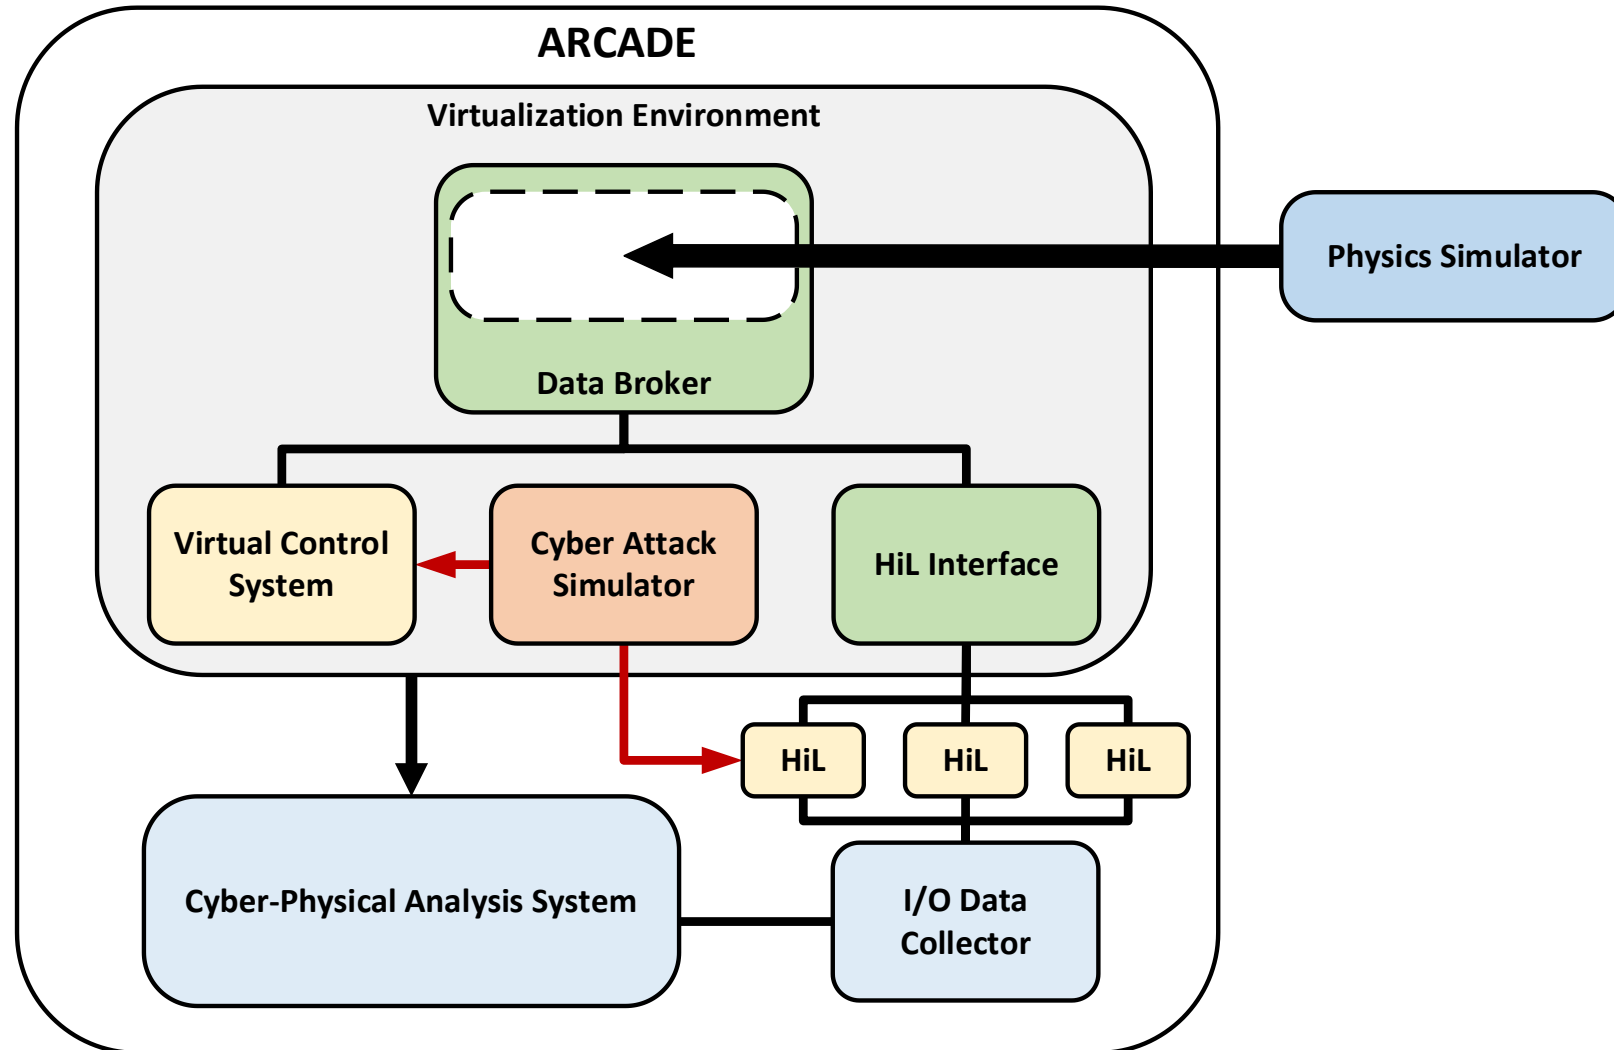 ARCADE
Virtualization Environment
Physics Simulator
Data Broker
Virtual Control
System
Cyber Attack
Simulator
HiL Interface
HiL
HiL
HiL
Cyber-Physical Analysis System
I/O Data
Collector